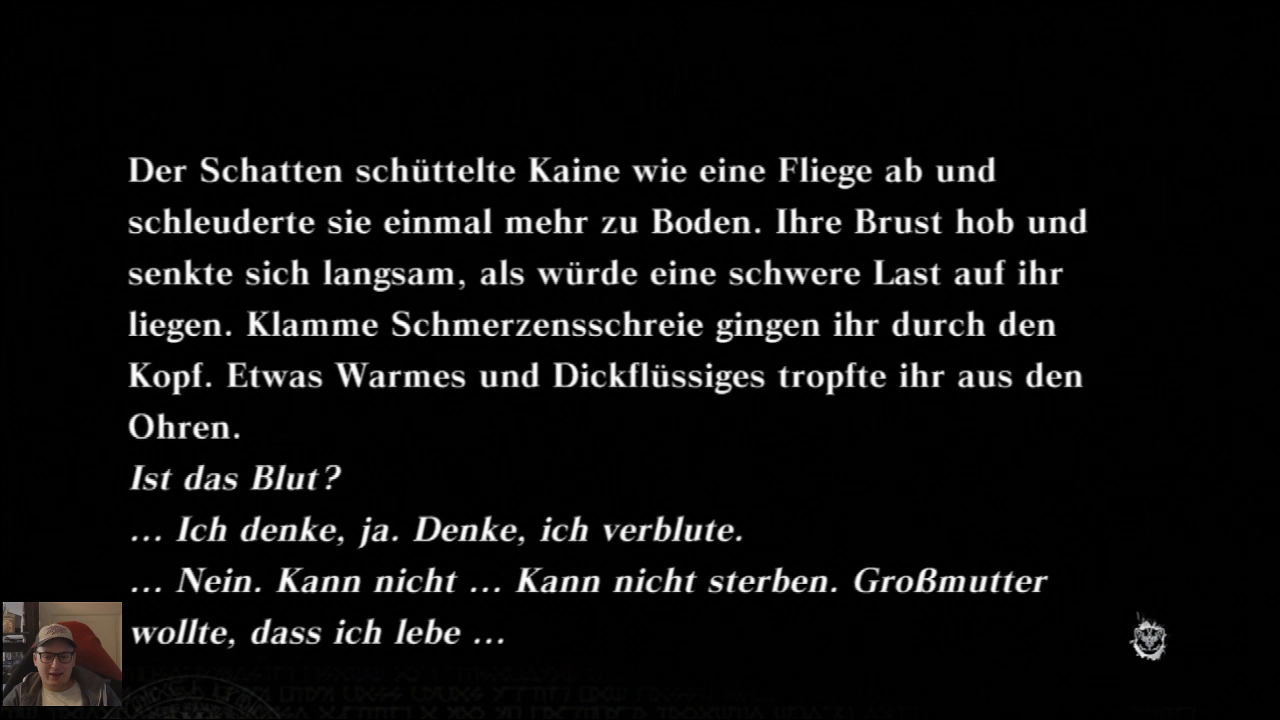 Der Schatten schüttelte Kaine wie eine Fliege ab und
schleuderte sie einmal mehr zu Boden. Ihre Brust hob und
senkte sich langsam, als würde eine schwere Last auf ihr
liegen. Klamme Schmerzensschreie gingen ihr durch den
Kopf. Etwas Warmes und Dickflüssiges tropfte ihr aus den
Ohren.
Ist das Blut?
… Ich denke, ja. Denke, ich verblute.
… Nein. Kann nicht … Kann nicht sterben. Großmutter
wollte, dass ich lebe …